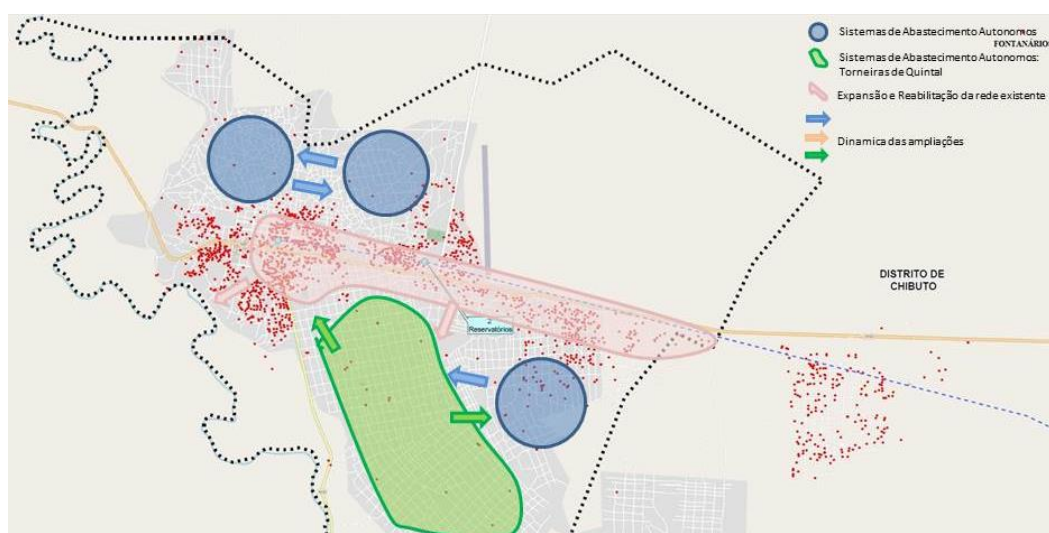 Sistemas de Abastecimento Autonomos
FONTANÁRIOS
Sistemas de Abastecimento Autonomos:
Torneiras de Quintal
Expansão e Reabilitação da rede existente
Dinamica das ampliações
DISTRITO DE
CHIBUTO
Reservatórios